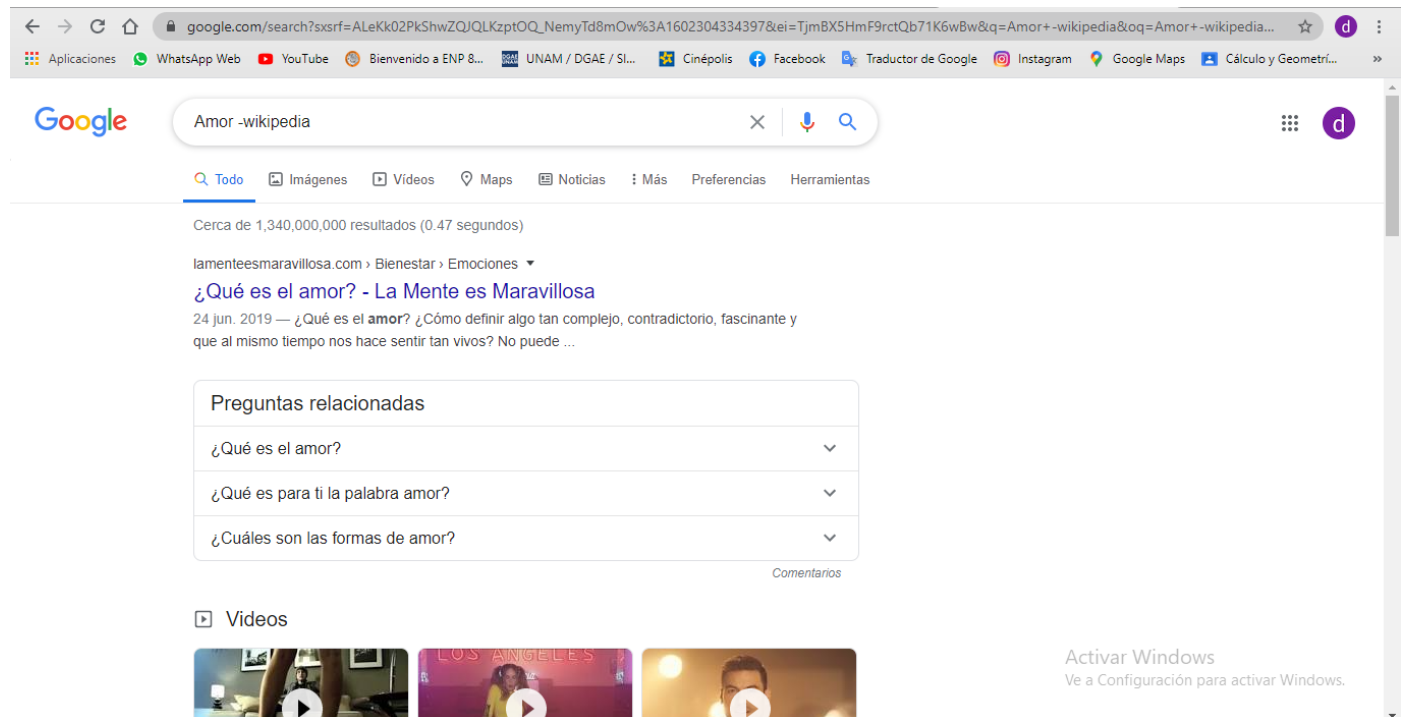 google.com/search?sxsrf=ALeKk02PkShwZQJQLKzptOQ_NemyTd8mOw%3A1602304334397&ei=TjmBX5HmF9rctQb71K6wBw&q=Amor+-wikipedia&oq=Amor+-wikipedia... d
Aplicaciones WhatsApp Web YouTube Bienvenido a ENP 8... DGAE UNAM UNAM / DGAE / SI... Cinépolis Facebook Traductor de Google Instagram Google Maps Cálculo y Geometrí... »
Google Amor -wikipedia d
Todo Imágenes Videos Maps Noticias Más Preferencias Herramientas
Cerca de 1,340,000,000 resultados (0.47 segundos)
lamenteesmaravillosa.com › Bienestar › Emociones
¿Qué es el amor? - La Mente es Maravillosa
24 jun. 2019 — ¿Qué es el amor? ¿Cómo definir algo tan complejo, contradictorio, fascinante y
que al mismo tiempo nos hace sentir tan vivos? No puede ...
Preguntas relacionadas
¿Qué es el amor?
¿Qué es para ti la palabra amor?
¿Cuáles son las formas de amor?
Comentarios
Videos
LOS ANGELES
Activar Windows
Ve a Configuración para activar Windows.